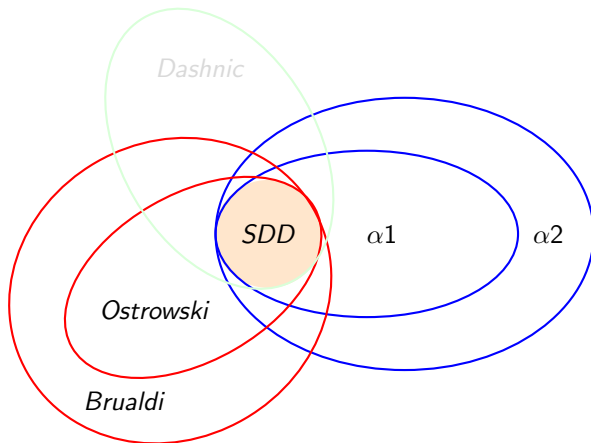 Dashnic
SDD
α1
α2
Ostrowski
Brualdi